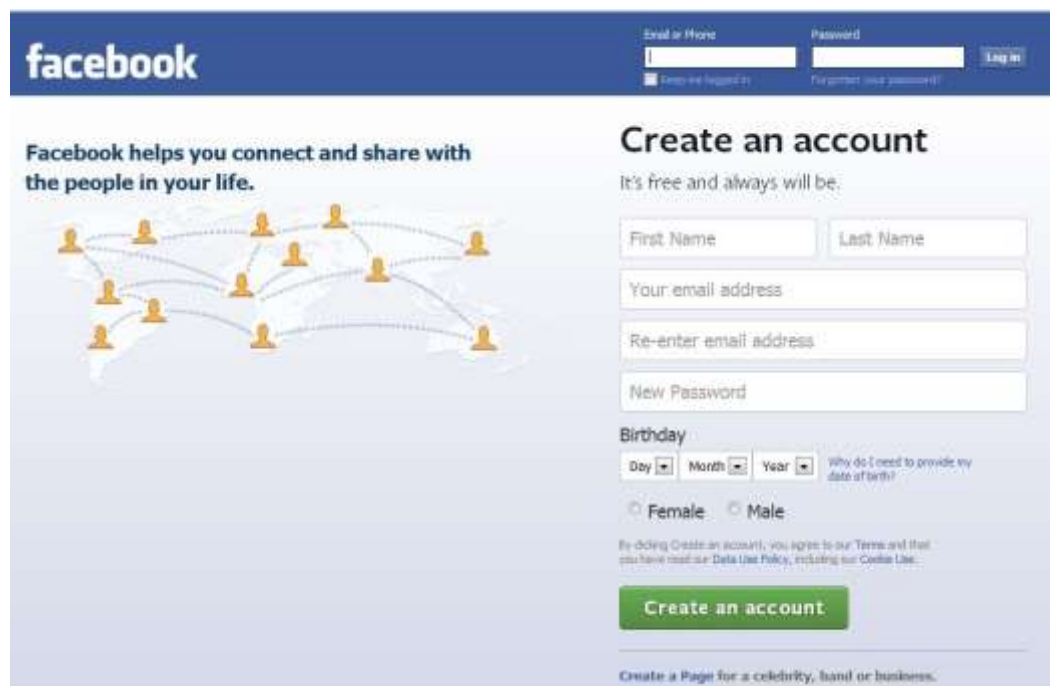 facebook
Email or Phone
Password
Log in
Keep me logged in
Forgotten your password?
Facebook helps you connect and share with
the people in your life.
Create an account
It's free and always will be.
First Name
Last Name
Your email address
Re-enter email address
New Password
Birthday
Day
Month
Year
Why do I need to provide my
date of birth?
Female
Male
By clicking Create an account, you agree to our Terms and that
you have read our Data Use Policy, including our Cookie Use.
Create an account
Create a Page for a celebrity, band or business.